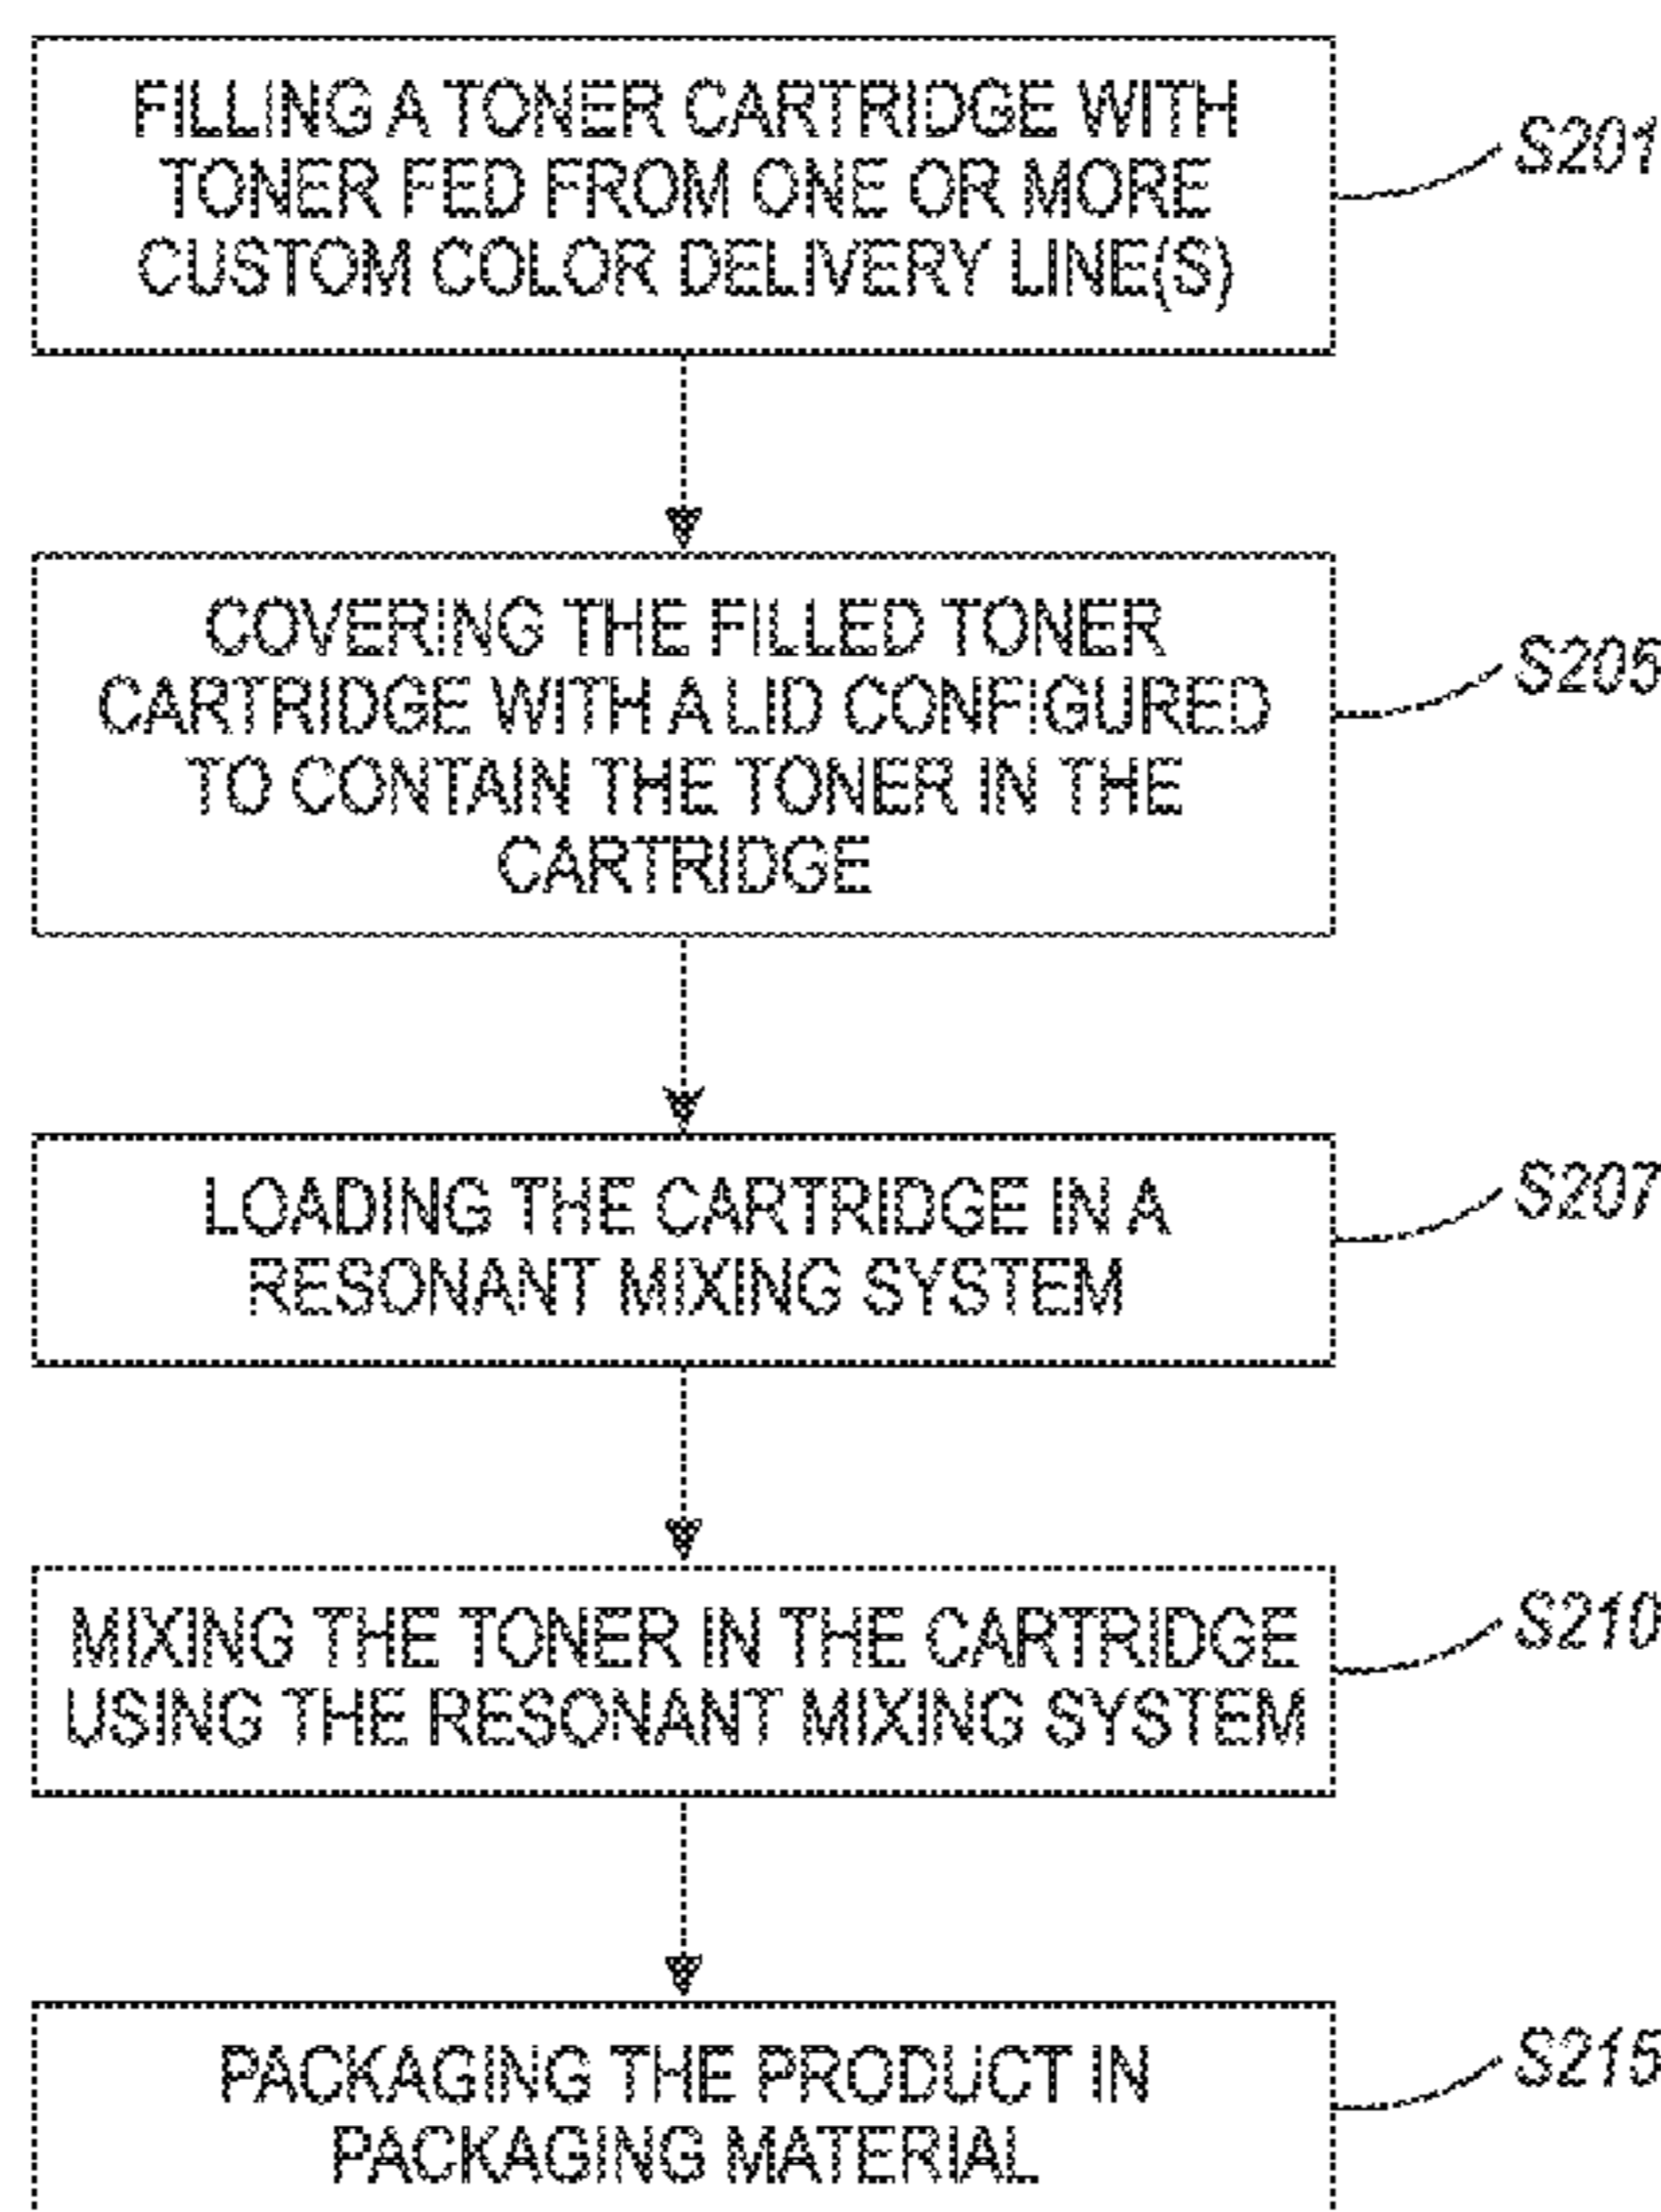 FILLING A TONER CARTRIDGE WITH
TONER FED FROM ONE OR MORE
CUSTOM COLOR DELIVERY LINE(S)
S201
COVERING THE FILLED TONER
CARTRIDGE WITH A LID CONFIGURED
TO CONTAIN THE TONER IN THE
CARTRIDGE
S205
LOADING THE CARTRIDGE IN A
RESONANT MIXING SYSTEM
S207
MIXING THE TONER IN THE CARTRIDGE
USING THE RESONANT MIXING SYSTEM
S210
PACKAGING THE PRODUCT IN
PACKAGING MATERIAL
S215